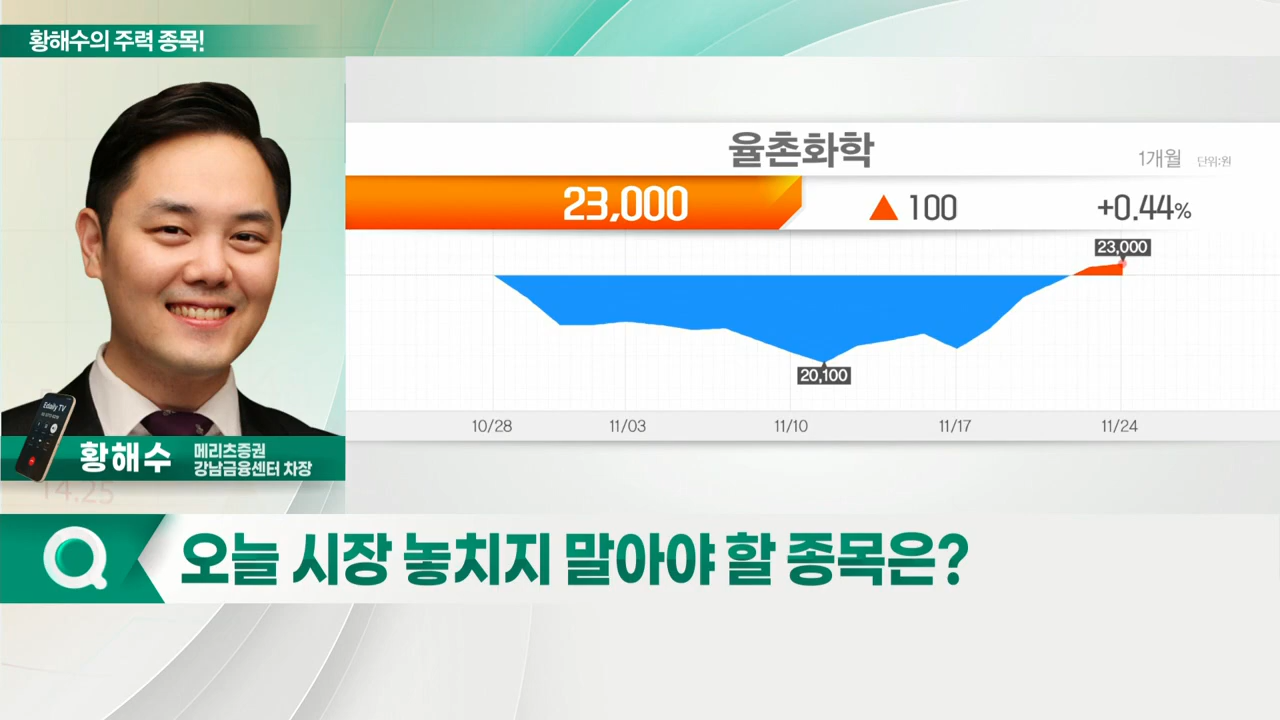 황해수의 주력 종목!
율촌화학
1개월 단위:원
23,000 ▲ 100 +0.44%
23,000
20,100
10/28 11/03 11/10 11/17 11/24
Edaily TV
황해수
메리츠증권
강남금융센터 차장
14.25
Q 오늘 시장 놓치지 말아야 할 종목은?